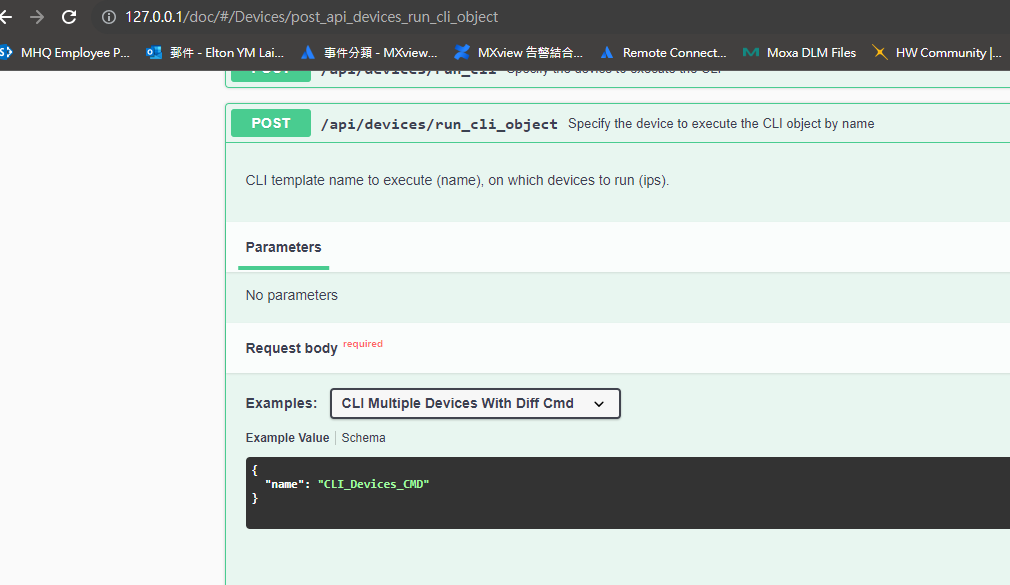 127.0.0.1/doc/#/Devices/post_api_devices_run_cli_object
MHQ Employee P... 郵件 - Elton YM Lai... 事件分類 - MXview... MXview 告警結合... Remote Connect... Moxa DLM Files HW Community |...
POST /api/devices/run_cli Specify the device to execute the CLI
POST /api/devices/run_cli_object Specify the device to execute the CLI object by name
CLI template name to execute (name), on which devices to run (ips).
Parameters
No parameters
Request body required
Examples: CLI Multiple Devices With Diff Cmd
Example Value | Schema
{
"name": "CLI_Devices_CMD"
}